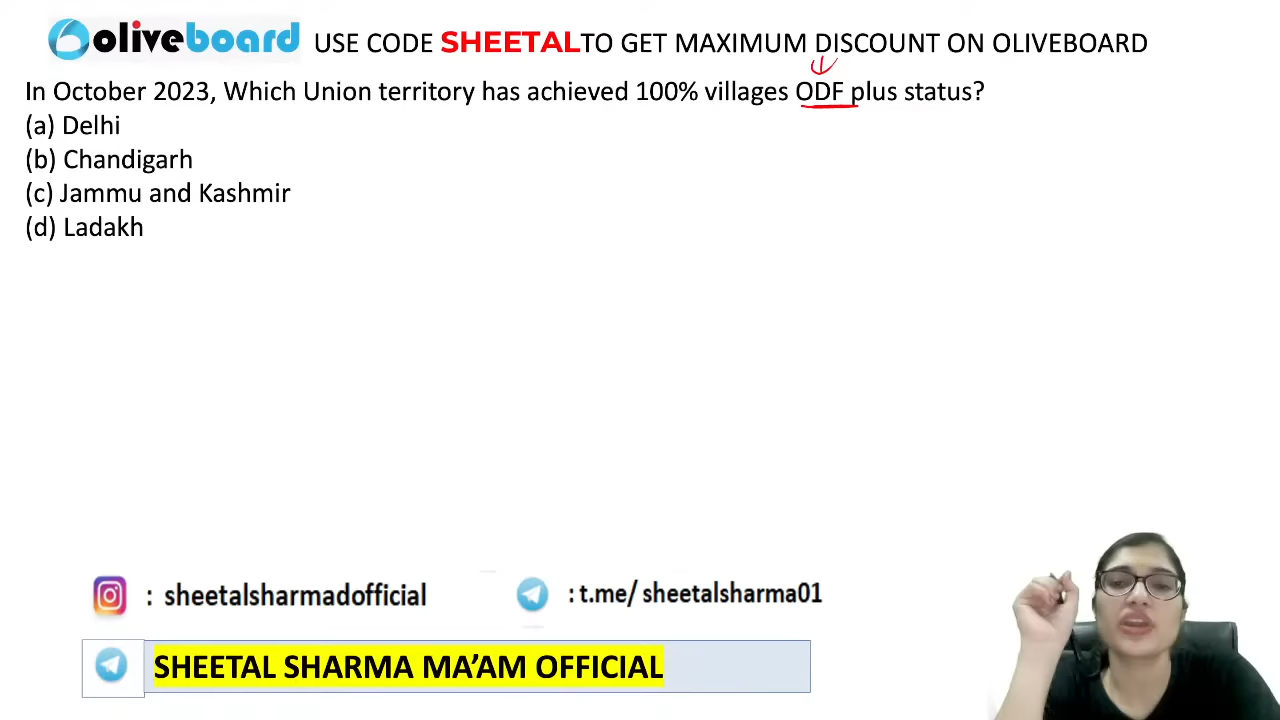 oliveboard USE CODE SHEETAL TO GET MAXIMUM DISCOUNT ON OLIVEBOARD
In October 2023, Which Union territory has achieved 100% villages ODF plus status?
(a) Delhi
(b) Chandigarh
(c) Jammu and Kashmir
(d) Ladakh
: sheetalsharmadofficial
: t.me/ sheetalsharma01
SHEETAL SHARMA MA’AM OFFICIAL